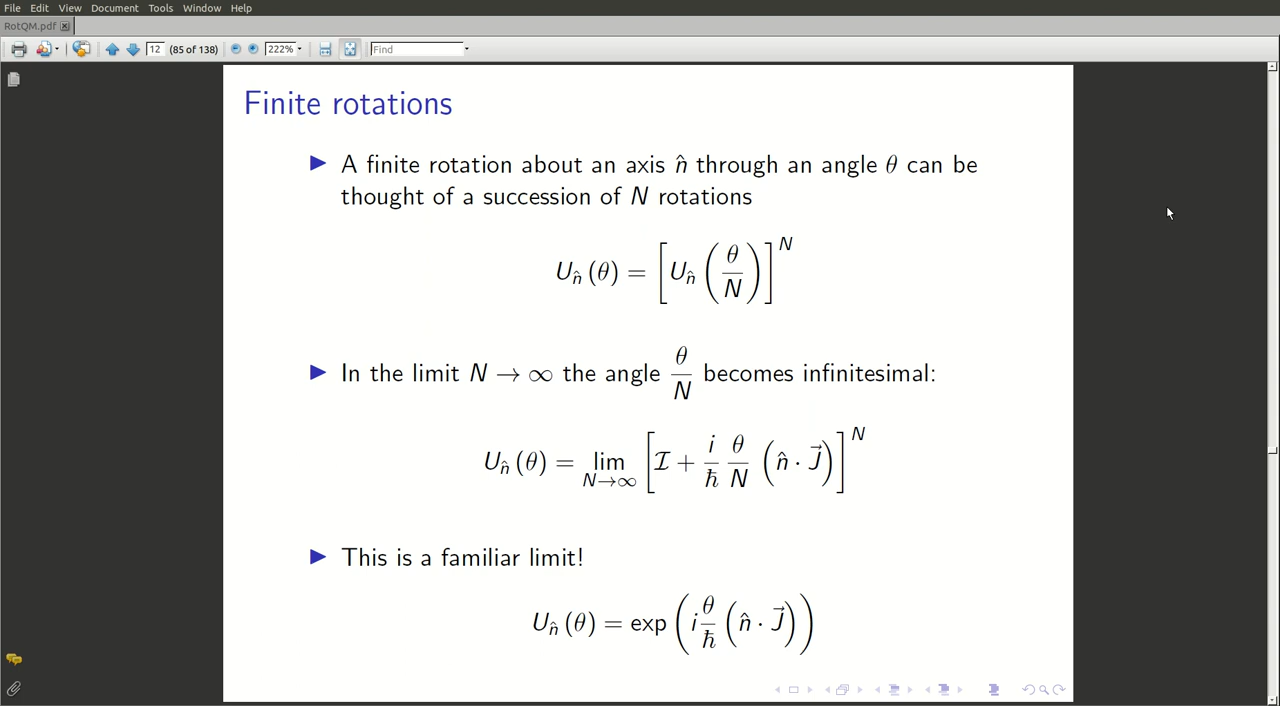 File Edit View Document Tools Window Help
RotQM.pdf
12 (85 of 138) 222% Find
Finite rotations
A finite rotation about an axis n̂ through an angle θ can be
thought of a succession of N rotations
U_n̂ (θ) = [U_n̂ (θ/N)]^N
In the limit N → ∞ the angle θ/N becomes infinitesimal:
U_n̂ (θ) = lim_{N→∞} [ℐ + i/ħ θ/N (n̂ · J⃗)]^N
This is a familiar limit!
U_n̂ (θ) = exp (i θ/ħ (n̂ · J⃗))